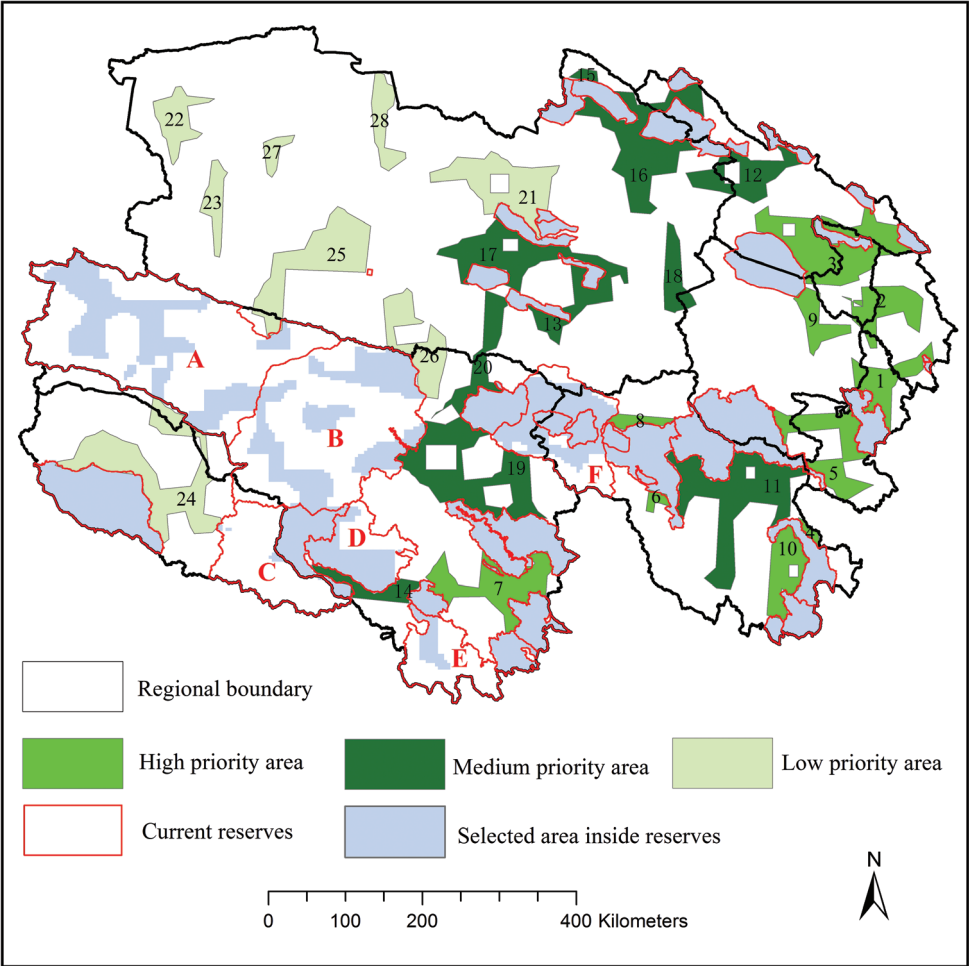 15
22
28
27
16
12
23
21
25
17
3
18
2
13
9
26
A
20
1
8
B
19
F
5
11
24
6
4
D
10
C
14
7
E
Regional boundary
High priority area
Medium priority area
Low priority area
Current reserves
Selected area inside reserves
N
0 100 200 400 Kilometers